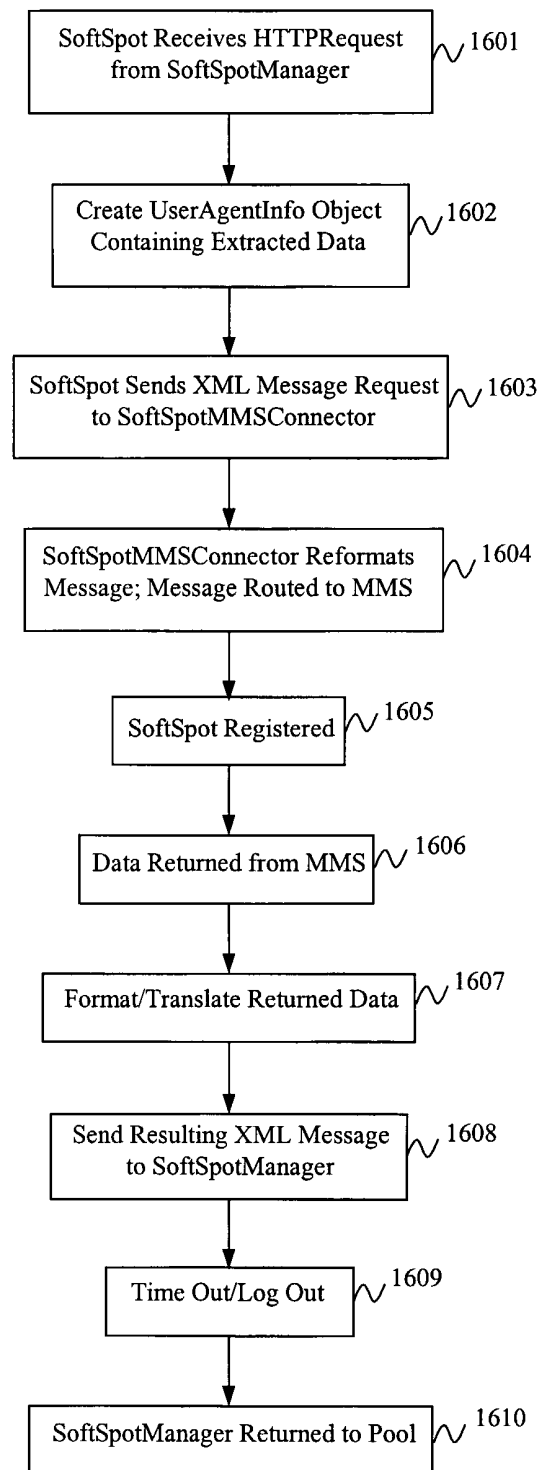 SoftSpot Receives HTTPRequest
from SoftSpotManager
1601
Create UserAgentInfo Object
Containing Extracted Data
1602
SoftSpot Sends XML Message Request
to SoftSpotMMSConnector
1603
SoftSpotMMSConnector Reformats
Message; Message Routed to MMS
1604
SoftSpot Registered
1605
Data Returned from MMS
1606
Format/Translate Returned Data
1607
Send Resulting XML Message
to SoftSpotManager
1608
Time Out/Log Out
1609
SoftSpotManager Returned to Pool
1610